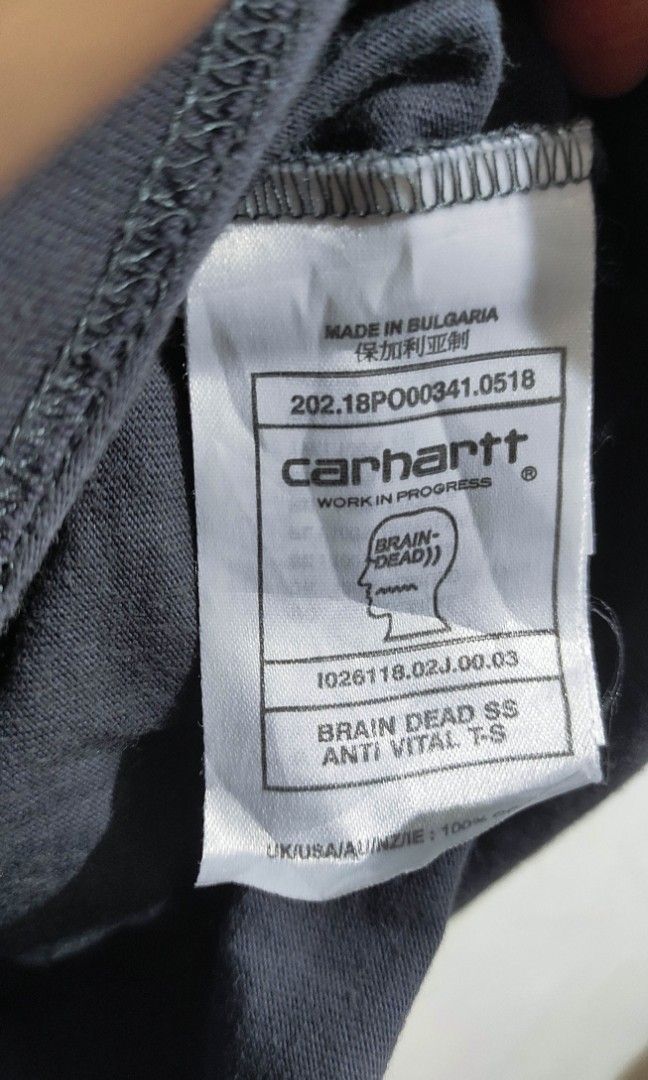 MADE IN BULGARIA
保加利亚制
202.18PO00341.0518
carhartt®
WORK IN PROGRESS
BRAIN-
DEAD))
I026118.02J.00.03
BRAIN DEAD SS
ANTI VITAL T-S
UK/USA/AU/NZ/IE : 100%